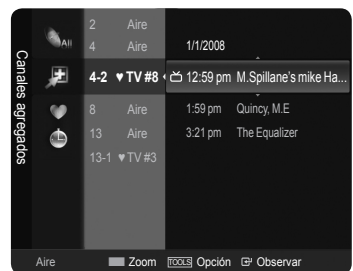 Canales agregados
All
2 Aire
4 Aire 1/1/2008
4-2 ♥ TV #8 12:59 pm M.Spillane's mike Ha...
8 Aire 1:59 pm Quincy, M.E
13 Aire 3:21 pm The Equalizer
13-1 ♥ TV #3
Aire Zoom TOOLS Opción Observar